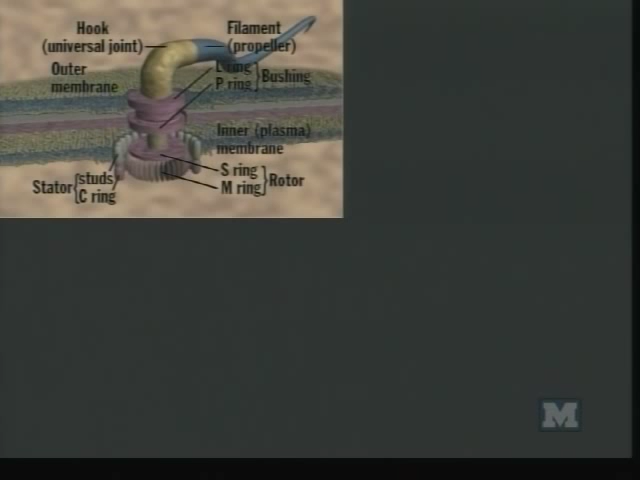 Hook
(universal joint)
Filament
(propeller)
Outer
membrane
L ring
P ring
Bushing
Inner (plasma)
membrane
S ring
M ring
Rotor
Stator
studs
C ring
M